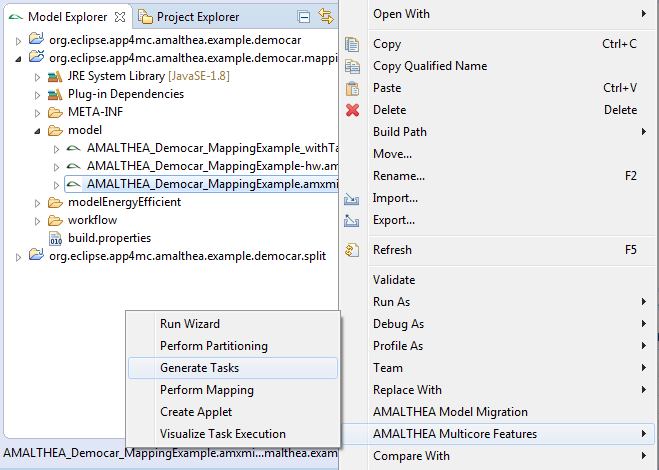 Model Explorer
Project Explorer
org.eclipse.app4mc.amalthea.example.democar
org.eclipse.app4mc.amalthea.example.democar.mappin
JRE System Library [JavaSE-1.8]
Plug-in Dependencies
META-INF
model
AMALTHEA_Democar_MappingExample_withTa
AMALTHEA_Democar_MappingExample-hw.am
AMALTHEA_Democar_MappingExample.amxmi
modelEnergyEfficient
workflow
build.properties
org.eclipse.app4mc.amalthea.example.democar.split
Run Wizard
Perform Partitioning
Generate Tasks
Perform Mapping
Create Applet
Visualize Task Execution
AMALTHEA_Democar_MappingExample.amxmi...malthea.exam
Open With
Copy Ctrl+C
Copy Qualified Name
Paste Ctrl+V
Delete Delete
Build Path
Move...
Rename... F2
Import...
Export...
Refresh F5
Validate
Run As
Debug As
Profile As
Team
Replace With
AMALTHEA Model Migration
AMALTHEA Multicore Features
Compare With